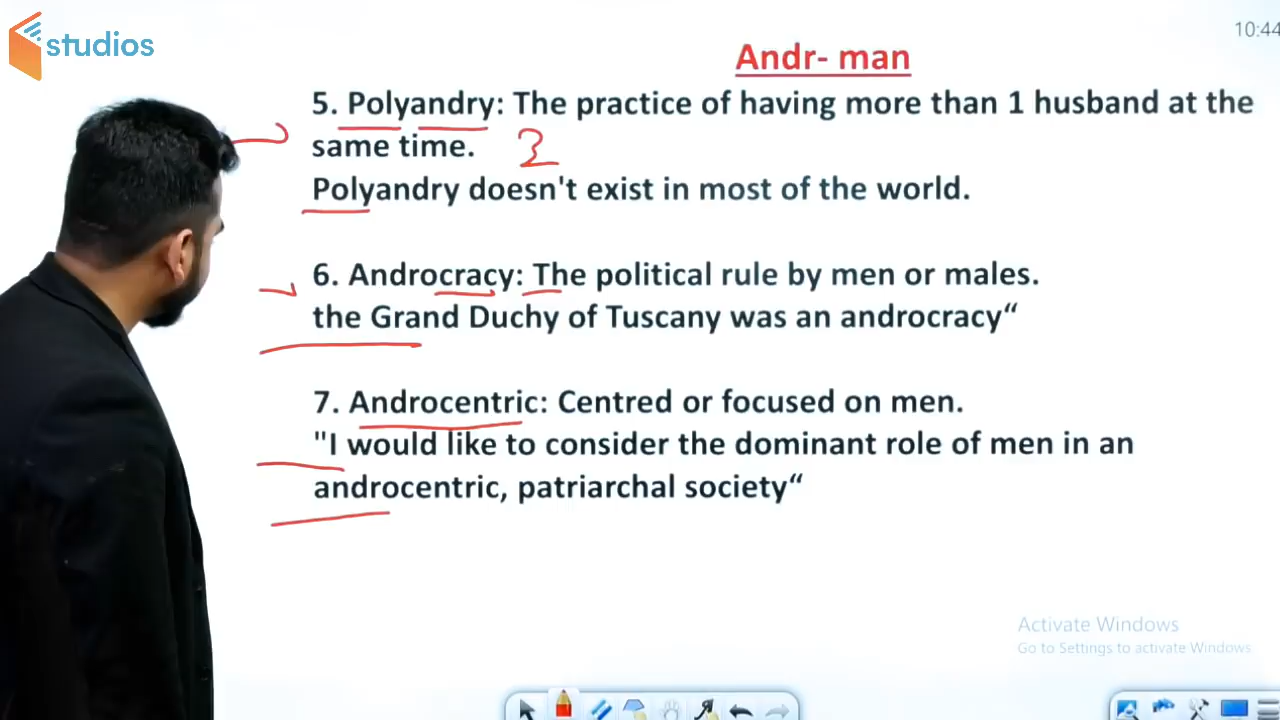 studios
10:44
Andr- man
5. Polyandry: The practice of having more than 1 husband at the
same time.
Polyandry doesn't exist in most of the world.
6. Androcracy: The political rule by men or males.
the Grand Duchy of Tuscany was an androcracy“
7. Androcentric: Centred or focused on men.
"I would like to consider the dominant role of men in an
androcentric, patriarchal society“
Activate Windows
Go to Settings to activate Windows.